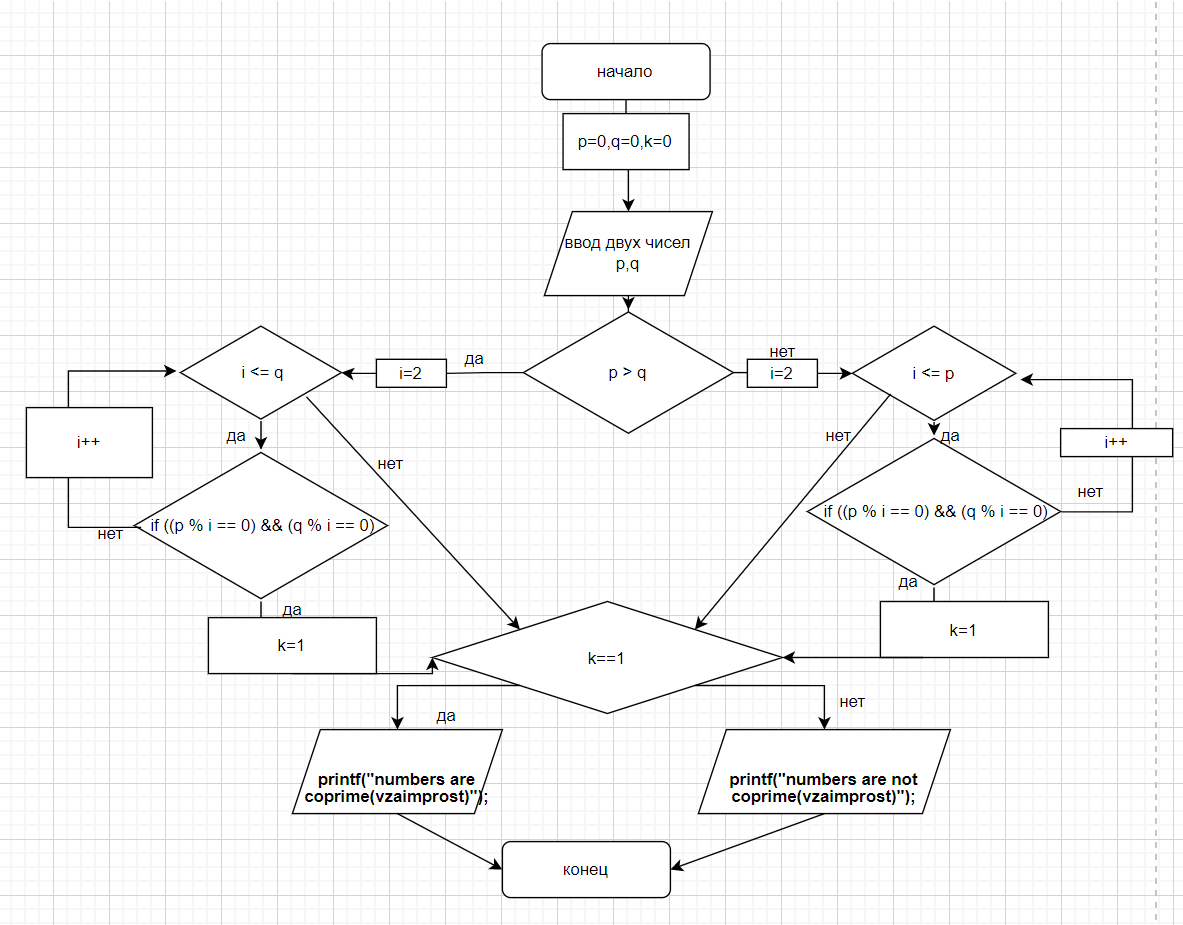 начало
p=0,q=0,k=0
ввод двух чисел
p,q
p > q
да
i=2
i <= q
нет
i=2
i <= p
i++
да
нет
if ((p % i == 0) && (q % i == 0)
нет
да
k=1
i++
да
нет
if ((p % i == 0) && (q % i == 0)
нет
да
k=1
k==1
да
нет
printf("numbers are
coprime(vzaimprost)");
printf("numbers are not
coprime(vzaimprost)");
конец